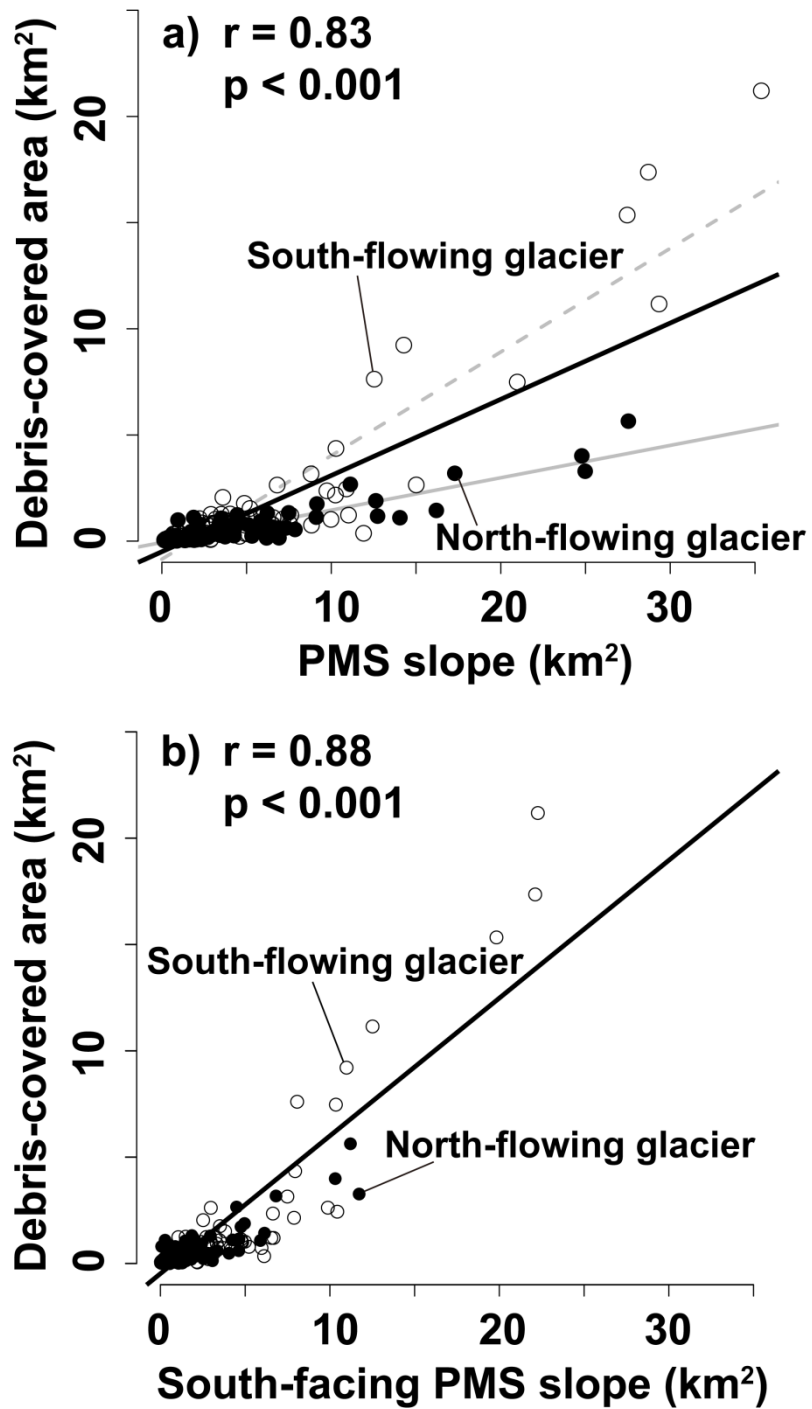 a) r = 0.83
p < 0.001
Debris-covered area (km²)
20
10
0
South-flowing glacier
North-flowing glacier
0 10 20 30
PMS slope (km²)
b) r = 0.88
p < 0.001
Debris-covered area (km²)
20
10
0
South-flowing glacier
North-flowing glacier
0 10 20 30
South-facing PMS slope (km²)